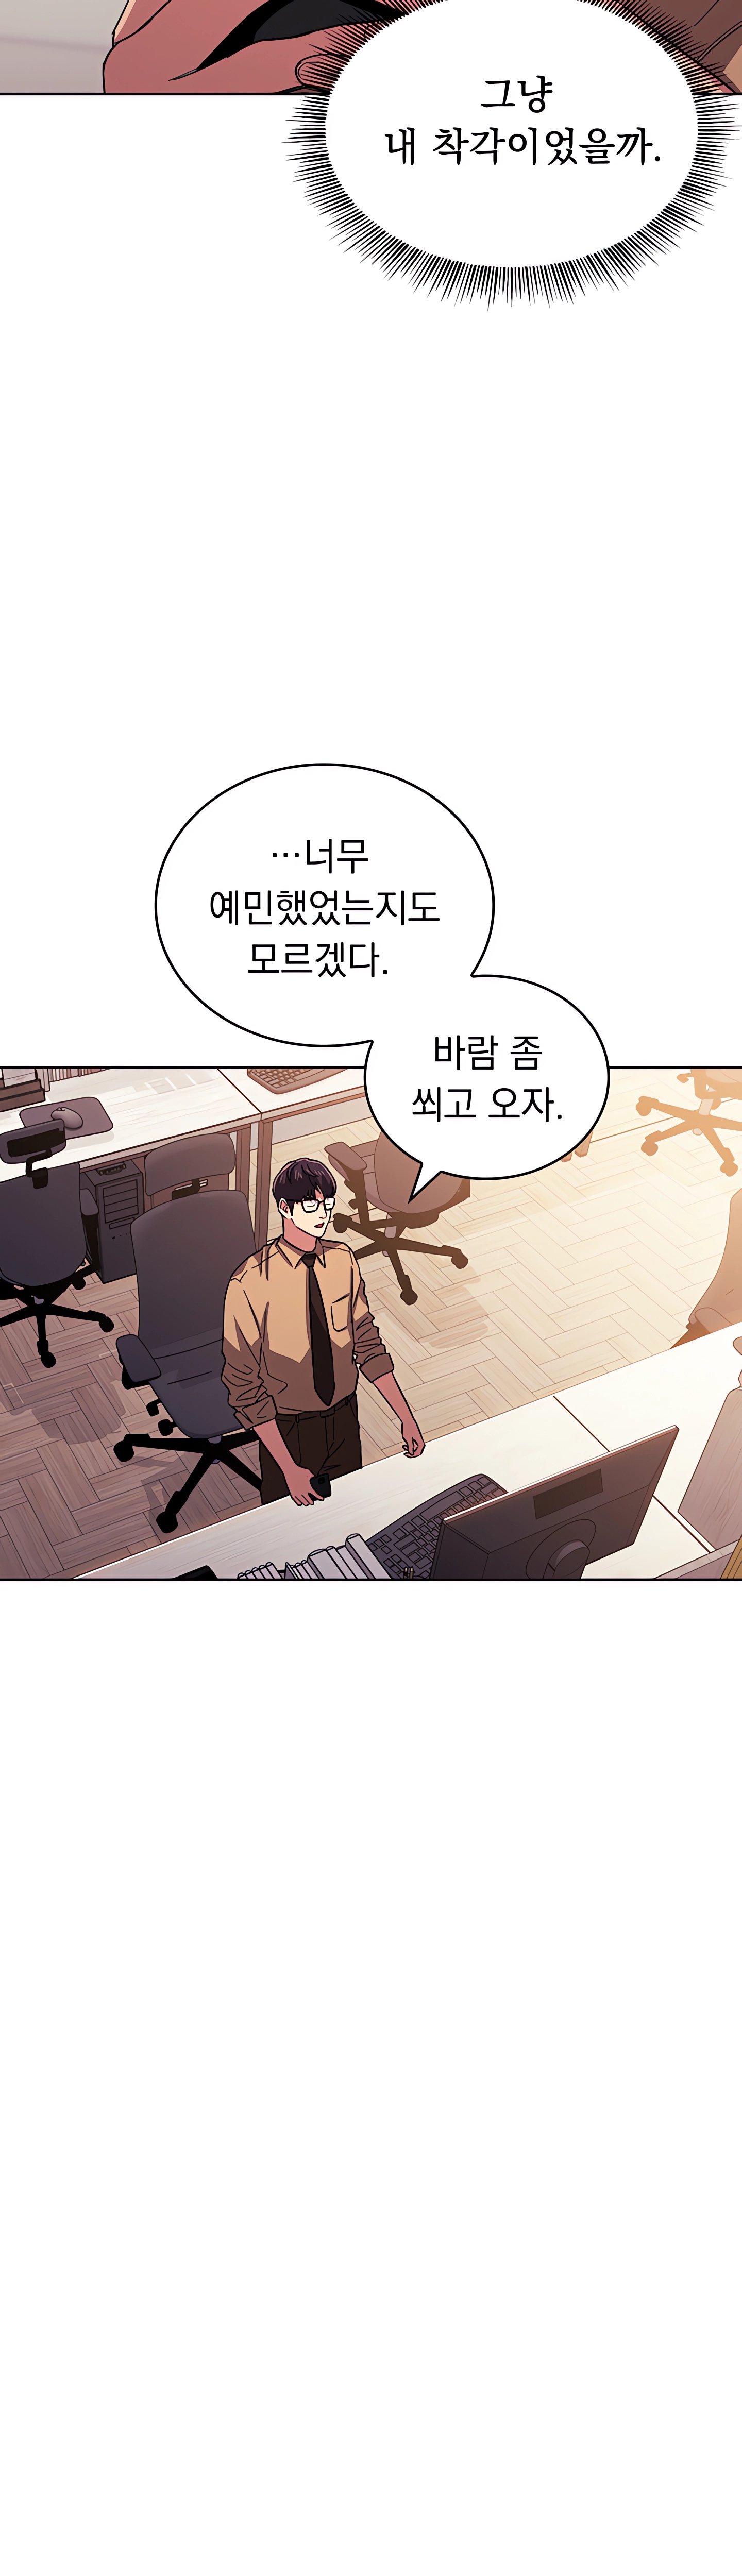 그냥
내 착각이었을까.
…너무
예민했었는지도
모르겠다.
바람 좀
쐬고 오자.